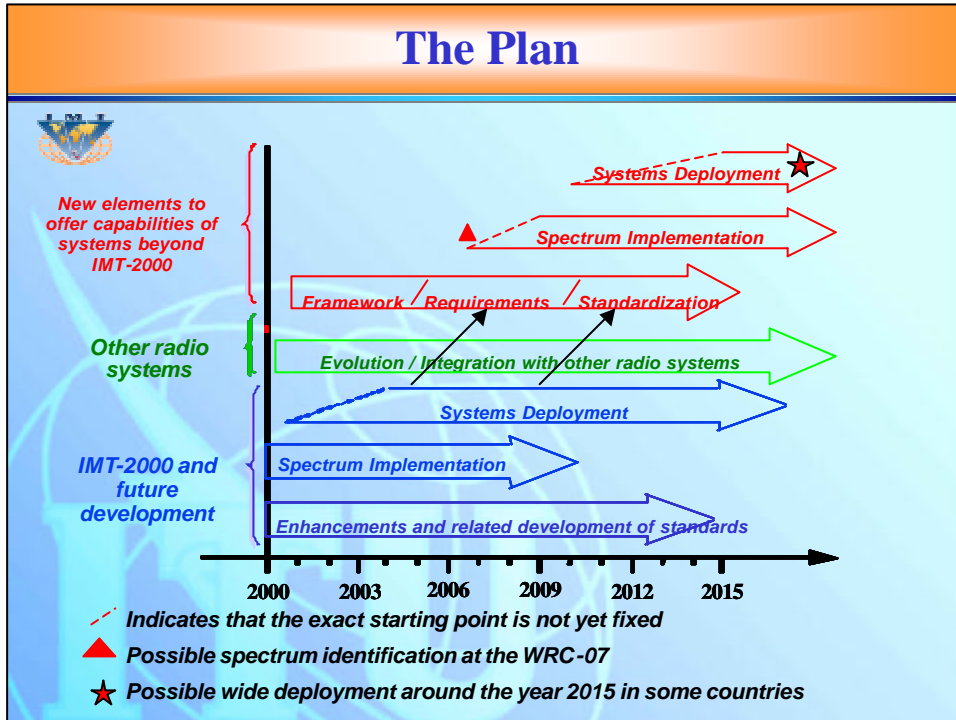 The Plan
Systems Deployment
New elements to
offer capabilities of
systems beyond
IMT-2000
Spectrum Implementation
Framework / Requirements / Standardization
Other radio
systems
Evolution / Integration with other radio systems
Systems Deployment
IMT-2000 and
future
development
Spectrum Implementation
Enhancements and related development of standards
2000 2003 2006 2009 2012 2015
Indicates that the exact starting point is not yet fixed
Possible spectrum identification at the WRC-07
Possible wide deployment around the year 2015 in some countries
ITU